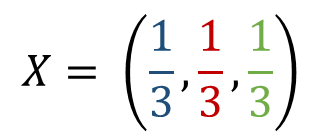 X = (1/3, 1/3, 1/3)